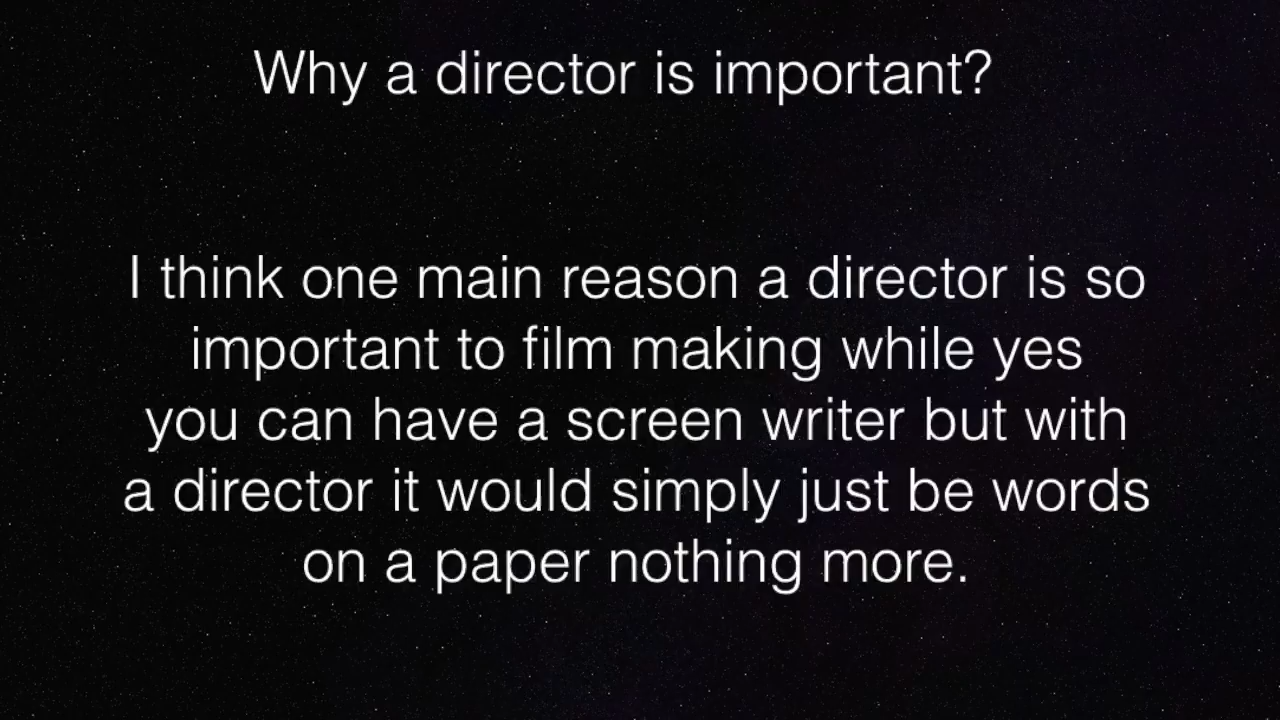 Why a director is important?
I think one main reason a director is so
important to film making while yes
you can have a screen writer but with
a director it would simply just be words
on a paper nothing more.